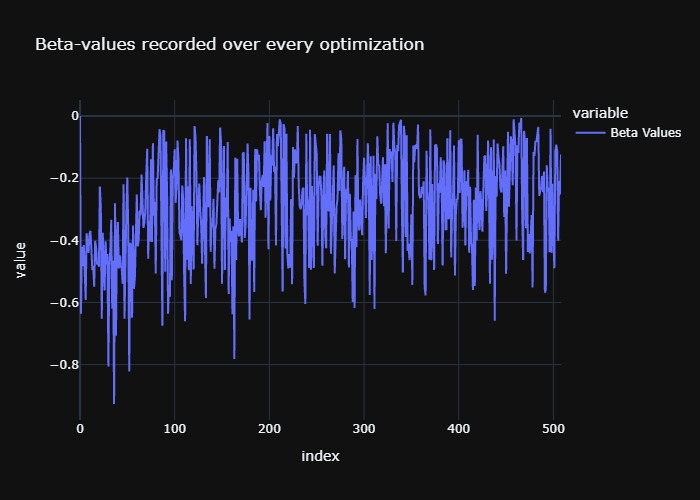 Beta-values recorded over every optimization
variable
Beta Values
value
0
−0.2
−0.4
−0.6
−0.8
0 100 200 300 400 500
index